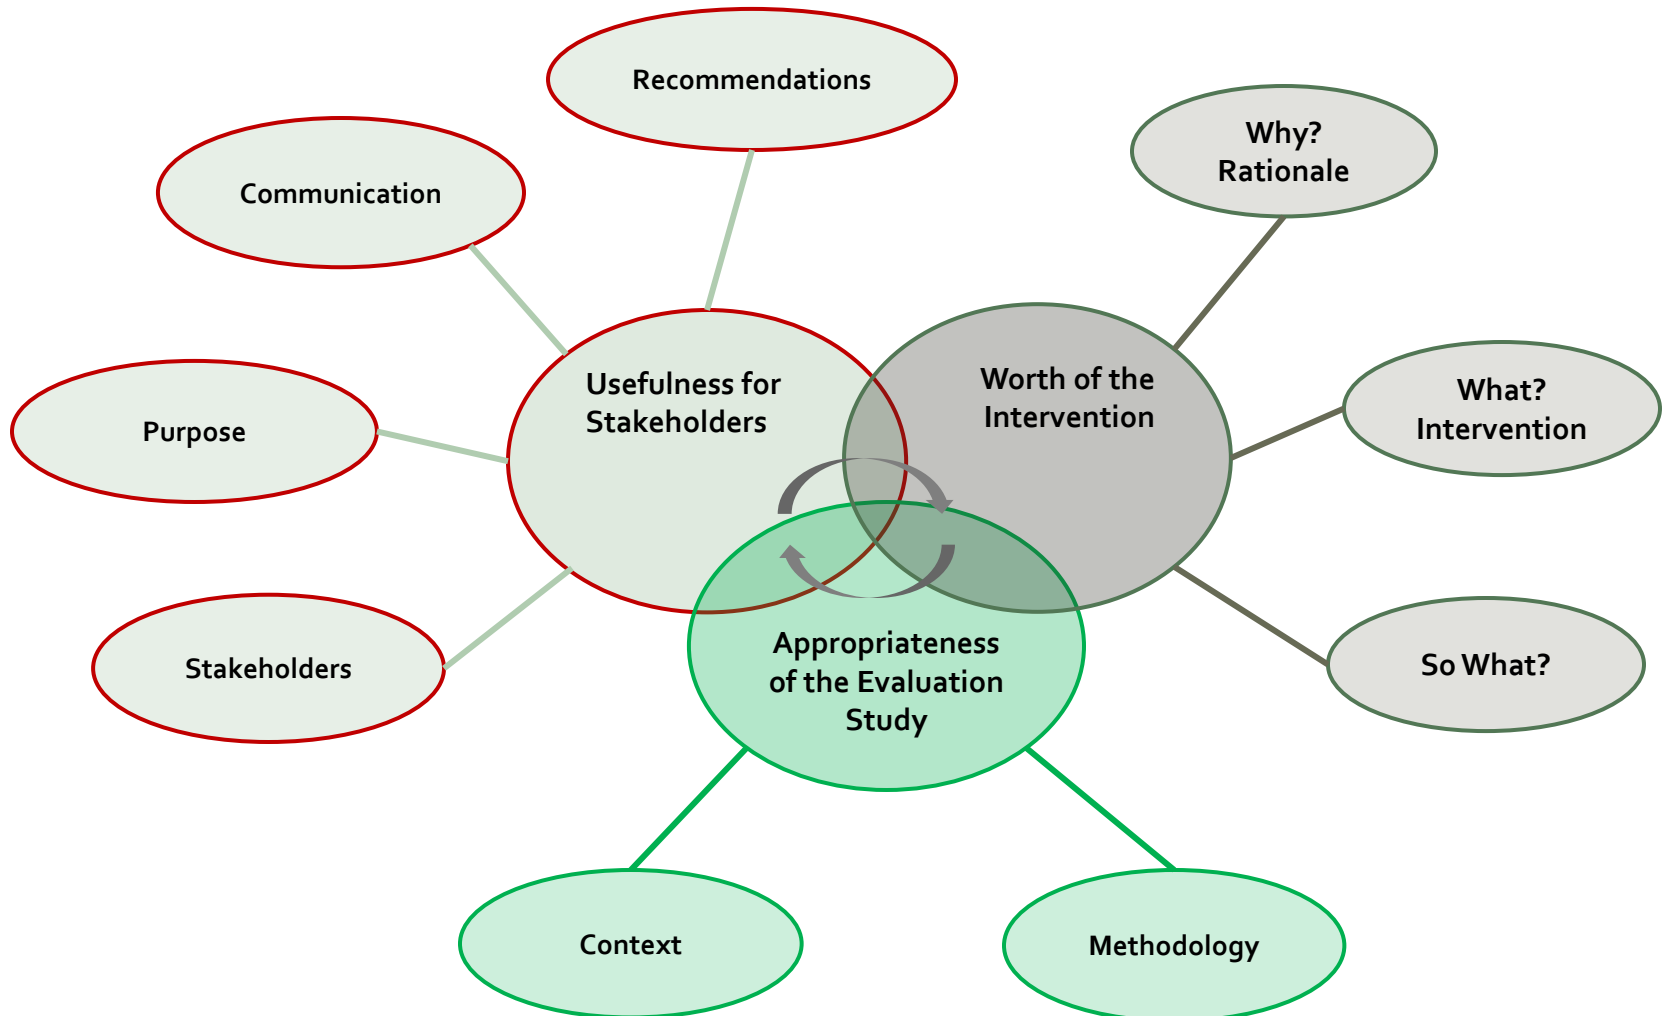 Recommendations
Why?
Rationale
Communication
Usefulness for
Stakeholders
Worth of the
Intervention
What?
Intervention
Purpose
Stakeholders
Appropriateness
of the Evaluation
Study
So What?
Context
Methodology